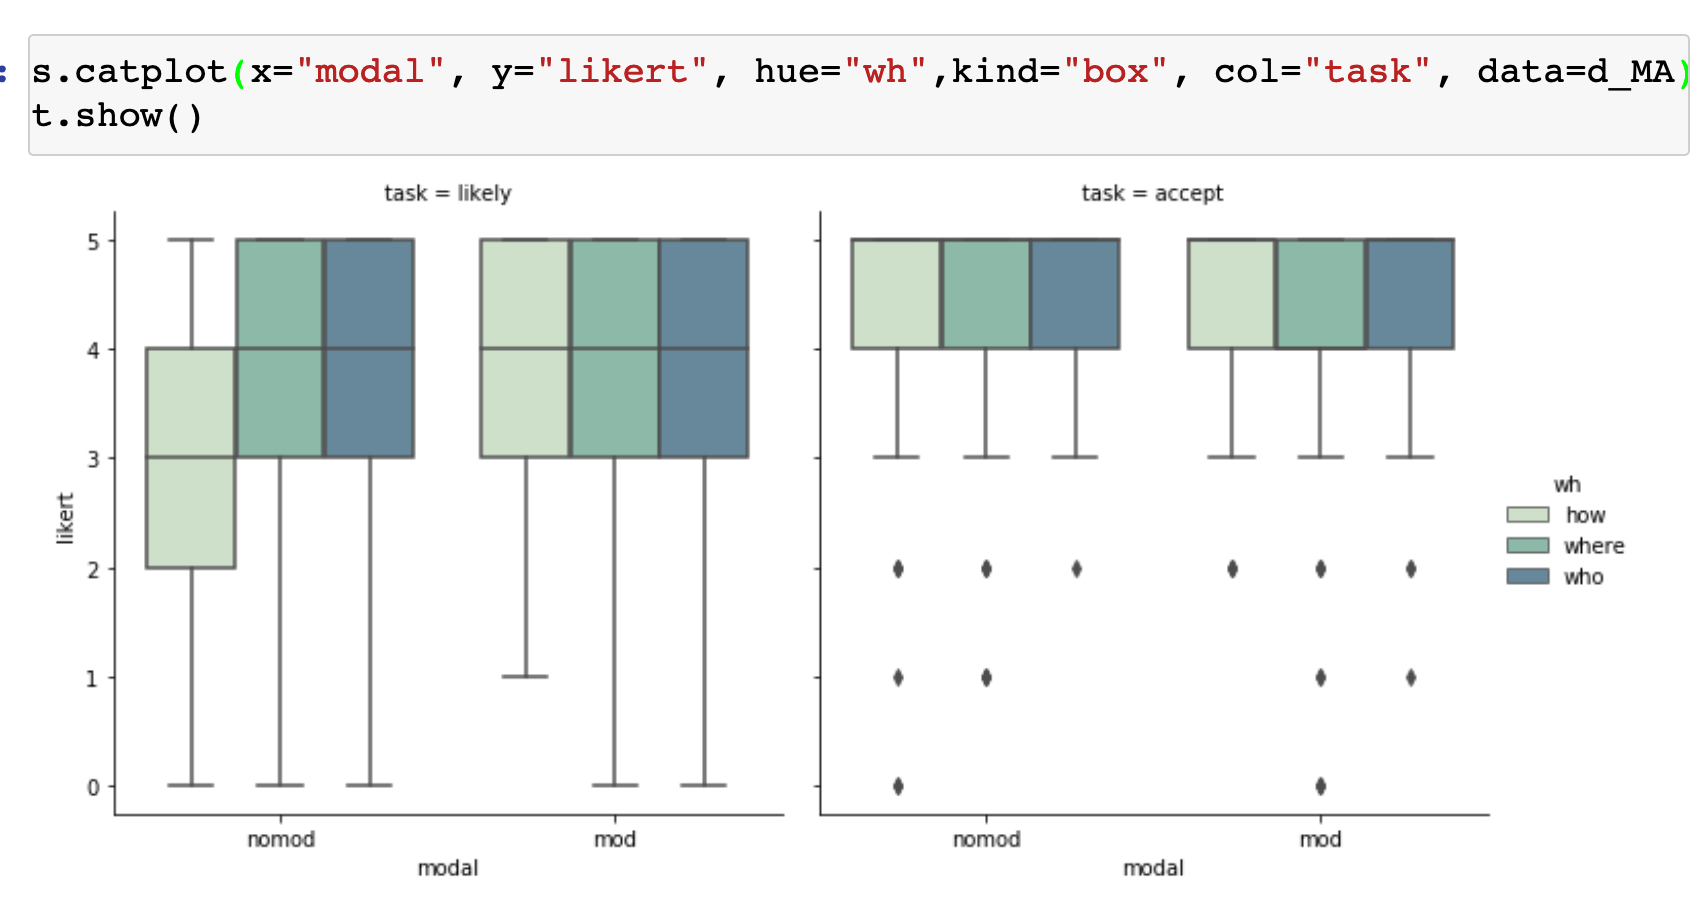 : s.catplot(x="modal", y="likert", hue="wh",kind="box", col="task", data=d_MA)
t.show()
task = likely
task = accept
5
4
3
2
1
0
likert
nomod
mod
modal
nomod
mod
modal
wh
how
where
who